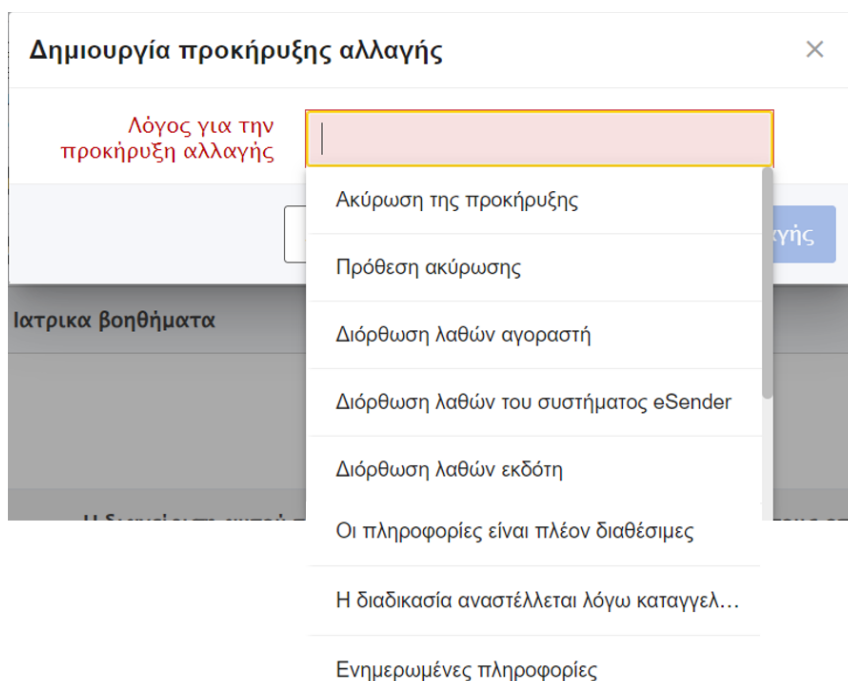 Δημιουργία προκήρυξης αλλαγής
Λόγος για την
προκήρυξη αλλαγής
Ακύρωση της προκήρυξης
Πρόθεση ακύρωσης
Διόρθωση λαθών αγοραστή
Ιατρικα βοηθήματα
Διόρθωση λαθών του συστήματος eSender
Διόρθωση λαθών εκδότη
Οι πληροφορίες είναι πλέον διαθέσιμες
Η διαδικασία αναστέλλεται λόγω καταγγελ...
Ενημερωμένες πληροφορίες